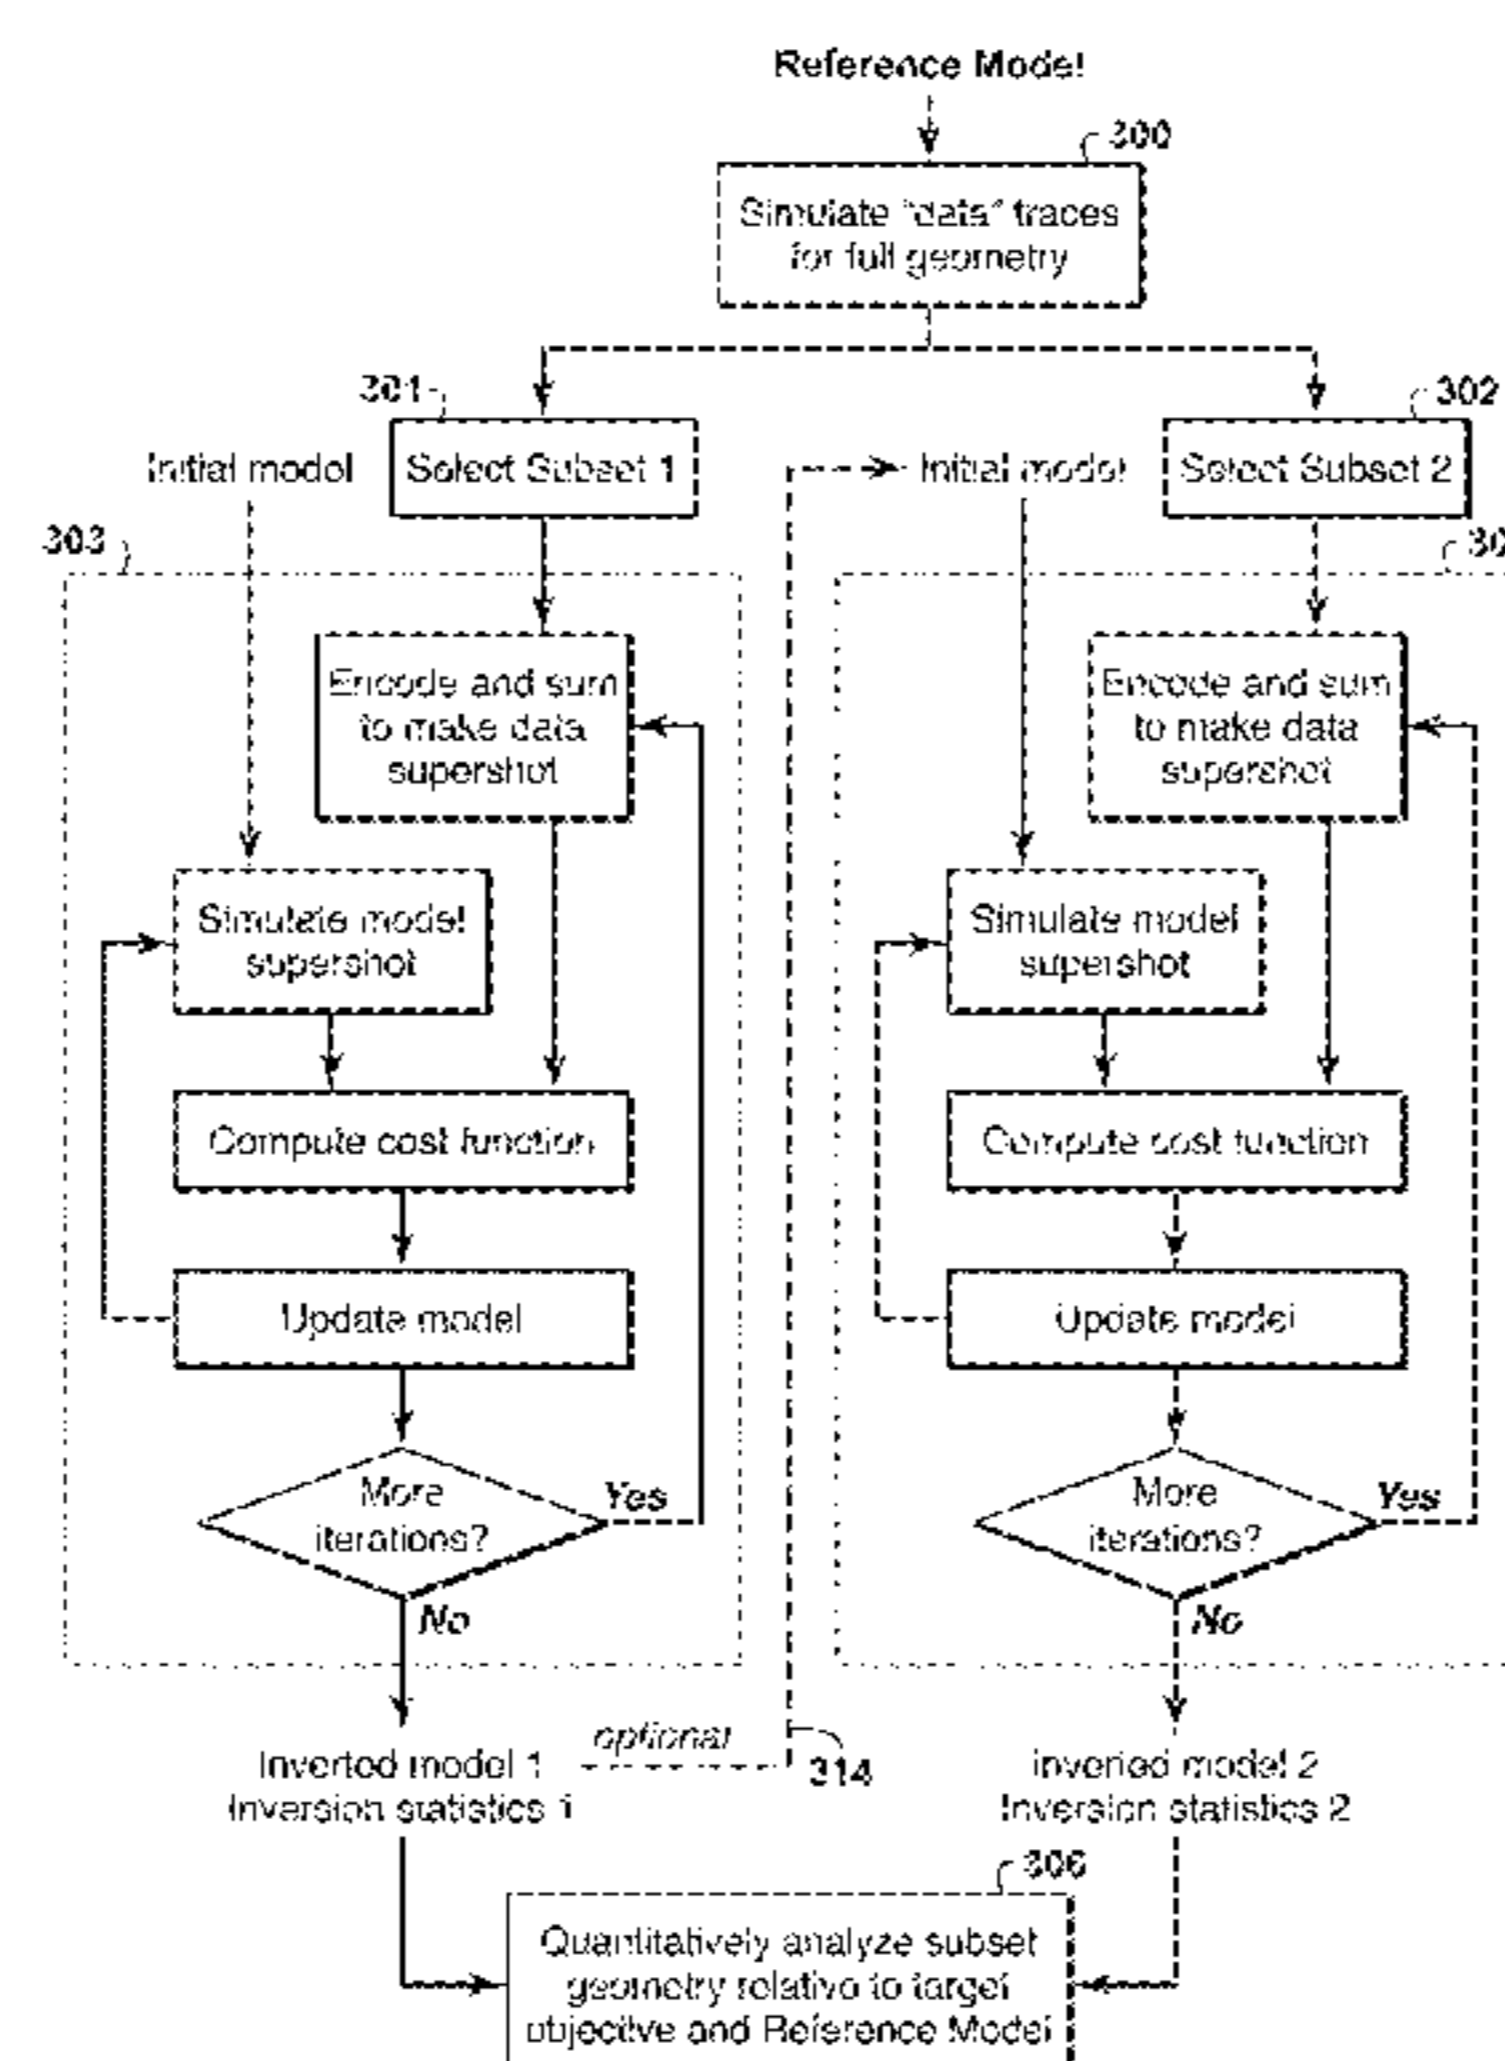 Reference Model
300
Simulate "data" traces
for full geometry
301
302
Initial model
Select Subset 1
Initial model
Select Subset 2
303
30
Encode and sum
to make data
supershot
Encode and sum
to make data
supershot
Simulate model
supershot
Simulate model
supershot
Compute cost function
Compute cost function
Update model
Update model
More
iterations?
Yes
No
More
iterations?
Yes
No
optional
314
Inverted model 1
Inversion statistics 1
Inverted model 2
Inversion statistics 2
306
Quantitatively analyze subset
geometry relative to target
objective and Reference Model